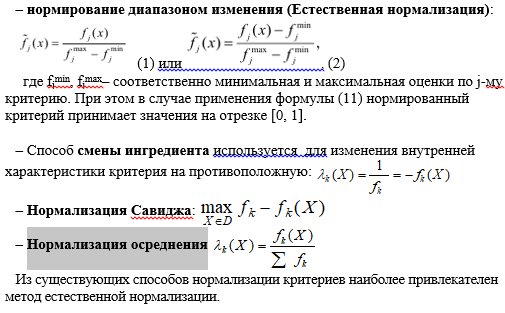 – нормирование диапазоном изменения (Естественная нормализация):
f̃_j(x) = f_j(x) / (f_j^max – f_j^min) (1) или f̃_j(x) = (f_j(x) – f_j^min) / (f_j^max – f_j^min), (2)
где fj^min, fj^max– соответственно минимальная и максимальная оценки по j-му
критерию. При этом в случае применения формулы (11) нормированный
критерий принимает значения на отрезке [0, 1].
– Способ смены ингредиента используется для изменения внутренней
характеристики критерия на противоположную: λ_k(X) = 1 / f_k = –f_k(X)
– Нормализация Савиджа: max_{X∈D} f_k – f_k(X)
– Нормализация осреднения λ_k(X) = f_k(X) / ∑ f_k
Из существующих способов нормализации критериев наиболее привлекателен
метод естественной нормализации.